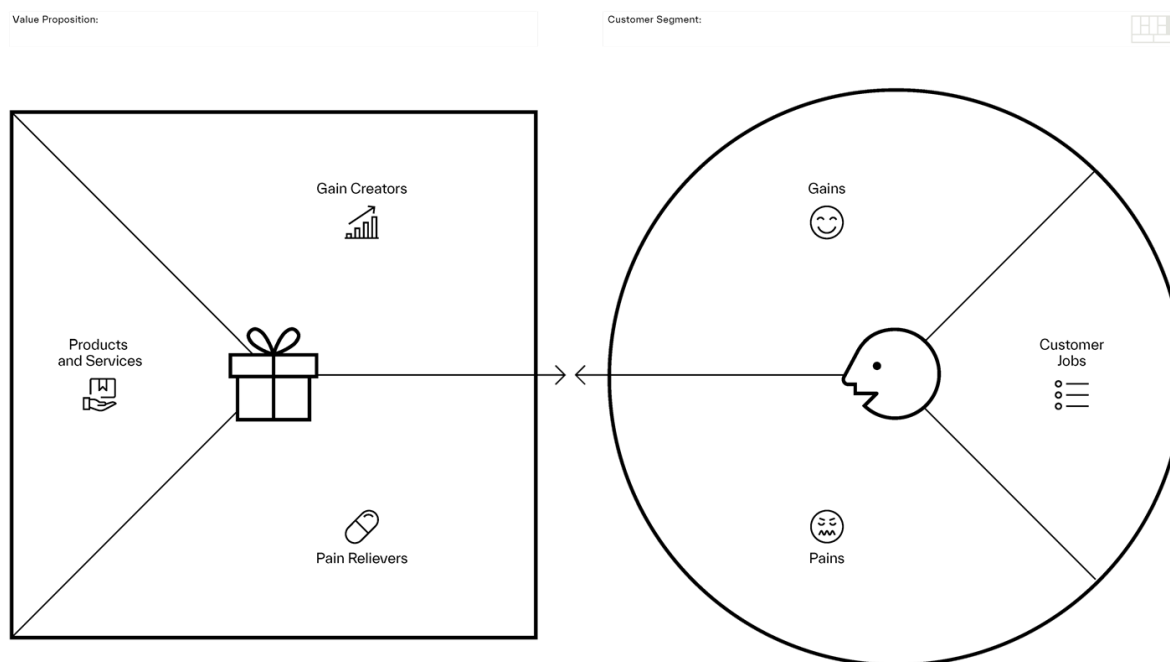 Value Proposition:
Customer Segment:
Gain Creators
Products
and Services
Pain Relievers
Gains
Customer
Jobs
Pains